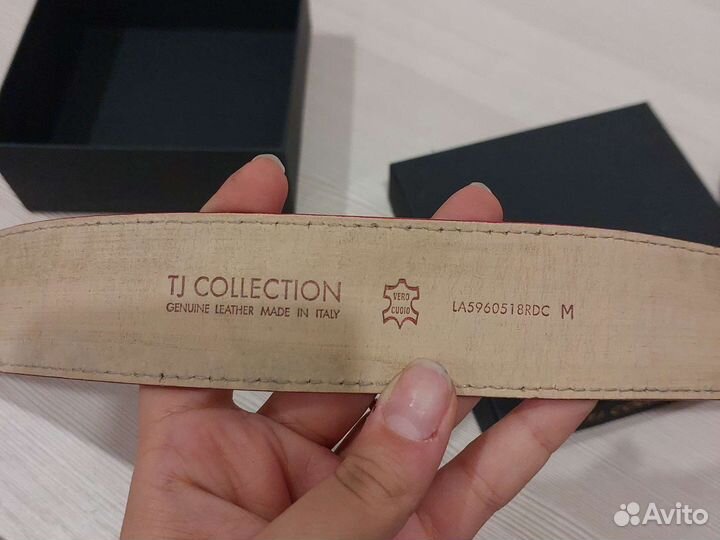 TJ COLLECTION
GENUINE LEATHER MADE IN ITALY
VERO
CUOIO
LA5960518RDC M
Avito